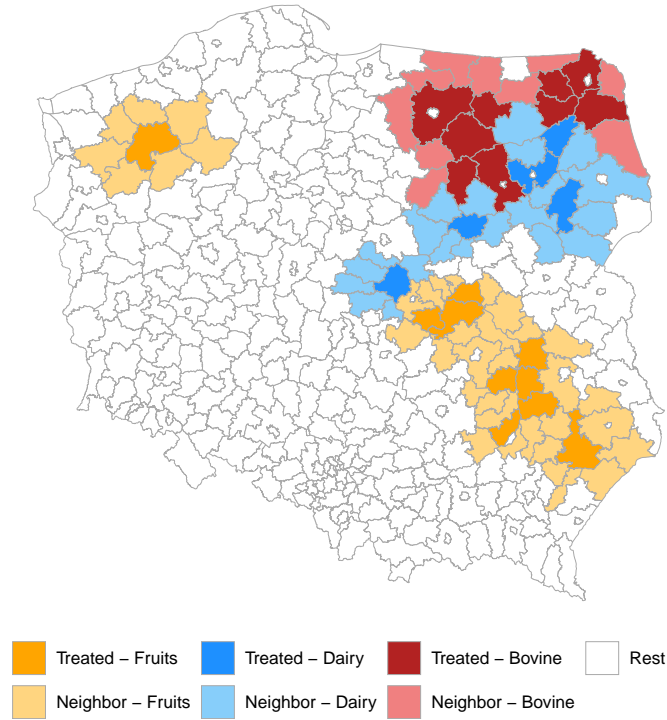 Treated – Fruits Treated – Dairy Treated – Bovine Rest
Neighbor – Fruits Neighbor – Dairy Neighbor – Bovine